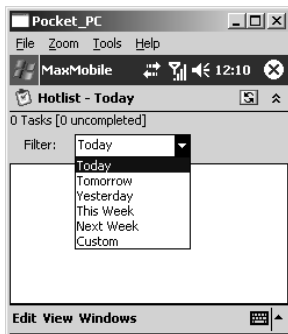 Pocket_PC
File Zoom Tools Help
MaxMobile 12:10
Hotlist - Today
0 Tasks [0 uncompleted]
Filter: Today
Today
Tomorrow
Yesterday
This Week
Next Week
Custom
Edit View Windows